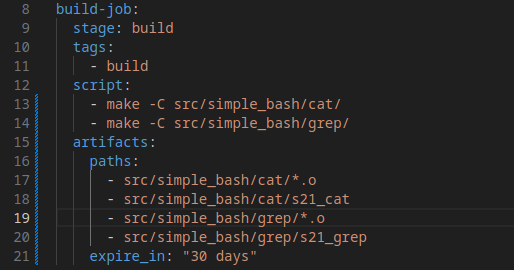 8 build-job:
9   stage: build
10   tags:
11     - build
12   script:
13     - make -C src/simple_bash/cat/
14     - make -C src/simple_bash/grep/
15   artifacts:
16     paths:
17       - src/simple_bash/cat/*.o
18       - src/simple_bash/cat/s21_cat
19       - src/simple_bash/grep/*.o
20       - src/simple_bash/grep/s21_grep
21     expire_in: "30 days"